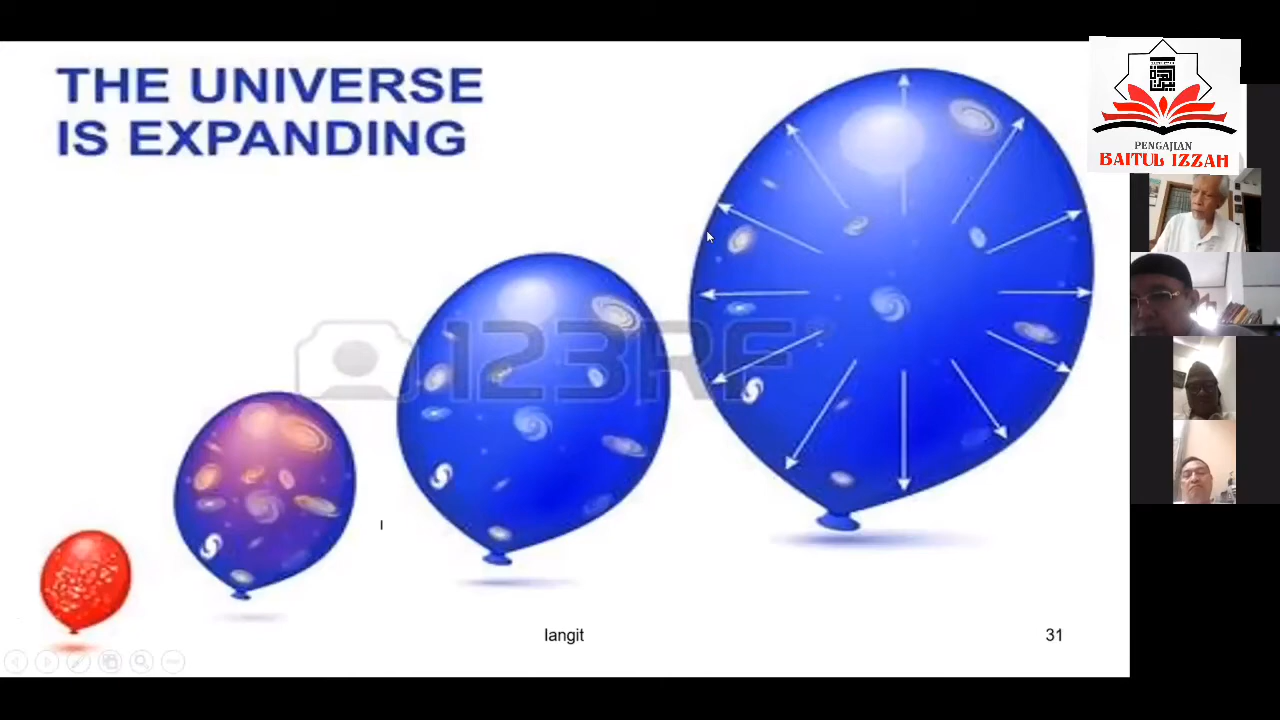 THE UNIVERSE
IS EXPANDING
PENGAJIAN
BAITUL IZZAH
123RF
I
langit
31